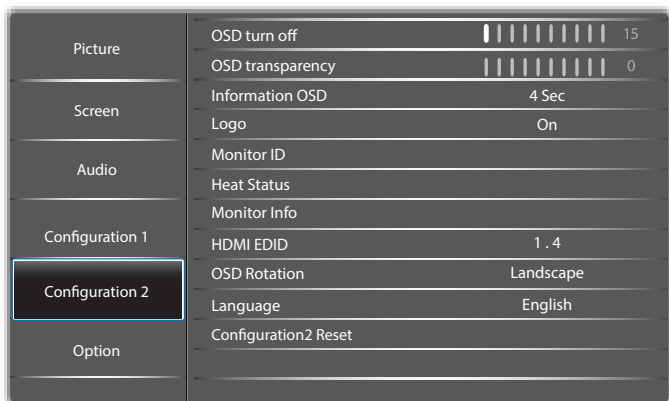 Picture
Screen
Audio
Configuration 1
Configuration 2
Option
OSD turn off 15
OSD transparency 0
Information OSD 4 Sec
Logo On
Monitor ID
Heat Status
Monitor Info
HDMI EDID 1 . 4
OSD Rotation Landscape
Language English
Configuration2 Reset